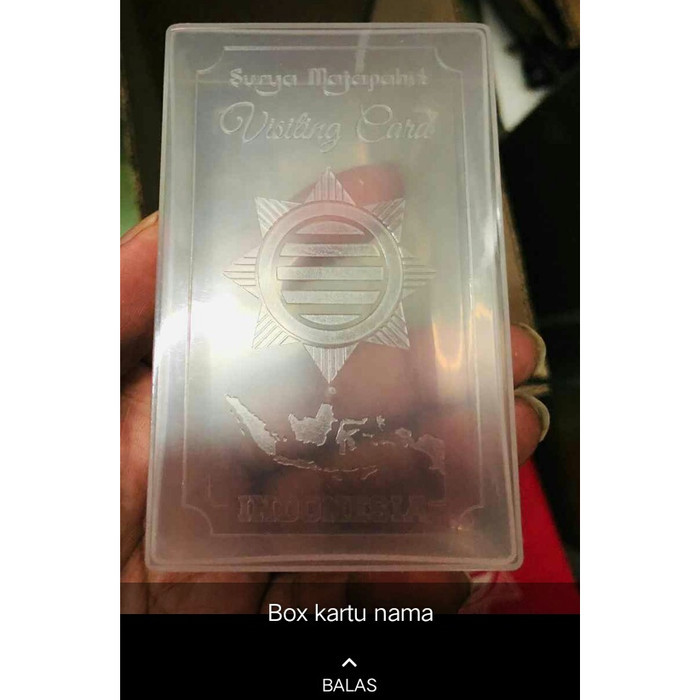 Surya Majapahit
Visiting Card
INDONESIA
Box kartu nama
BALAS